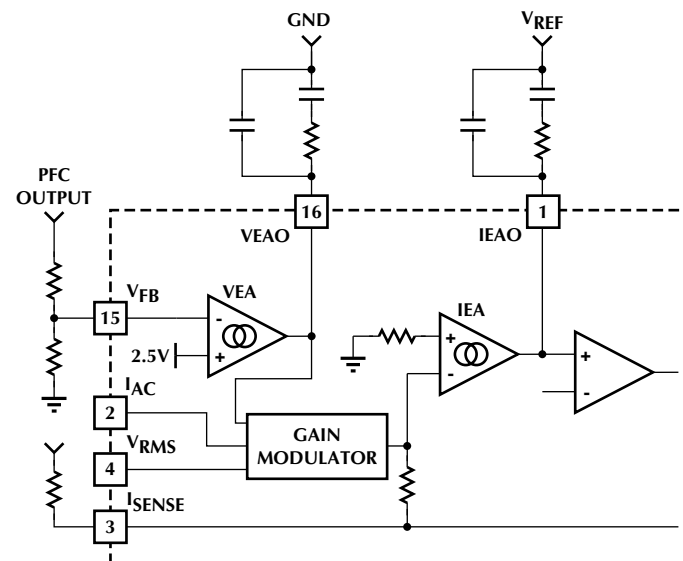 GND
VREF
PFC
OUTPUT
16
1
VEAO
IEAO
VFB
VEA
IEA
15
-
+
2.5V
+
-
+
-
IAC
2
GAIN
MODULATOR
VRMS
4
ISENSE
3